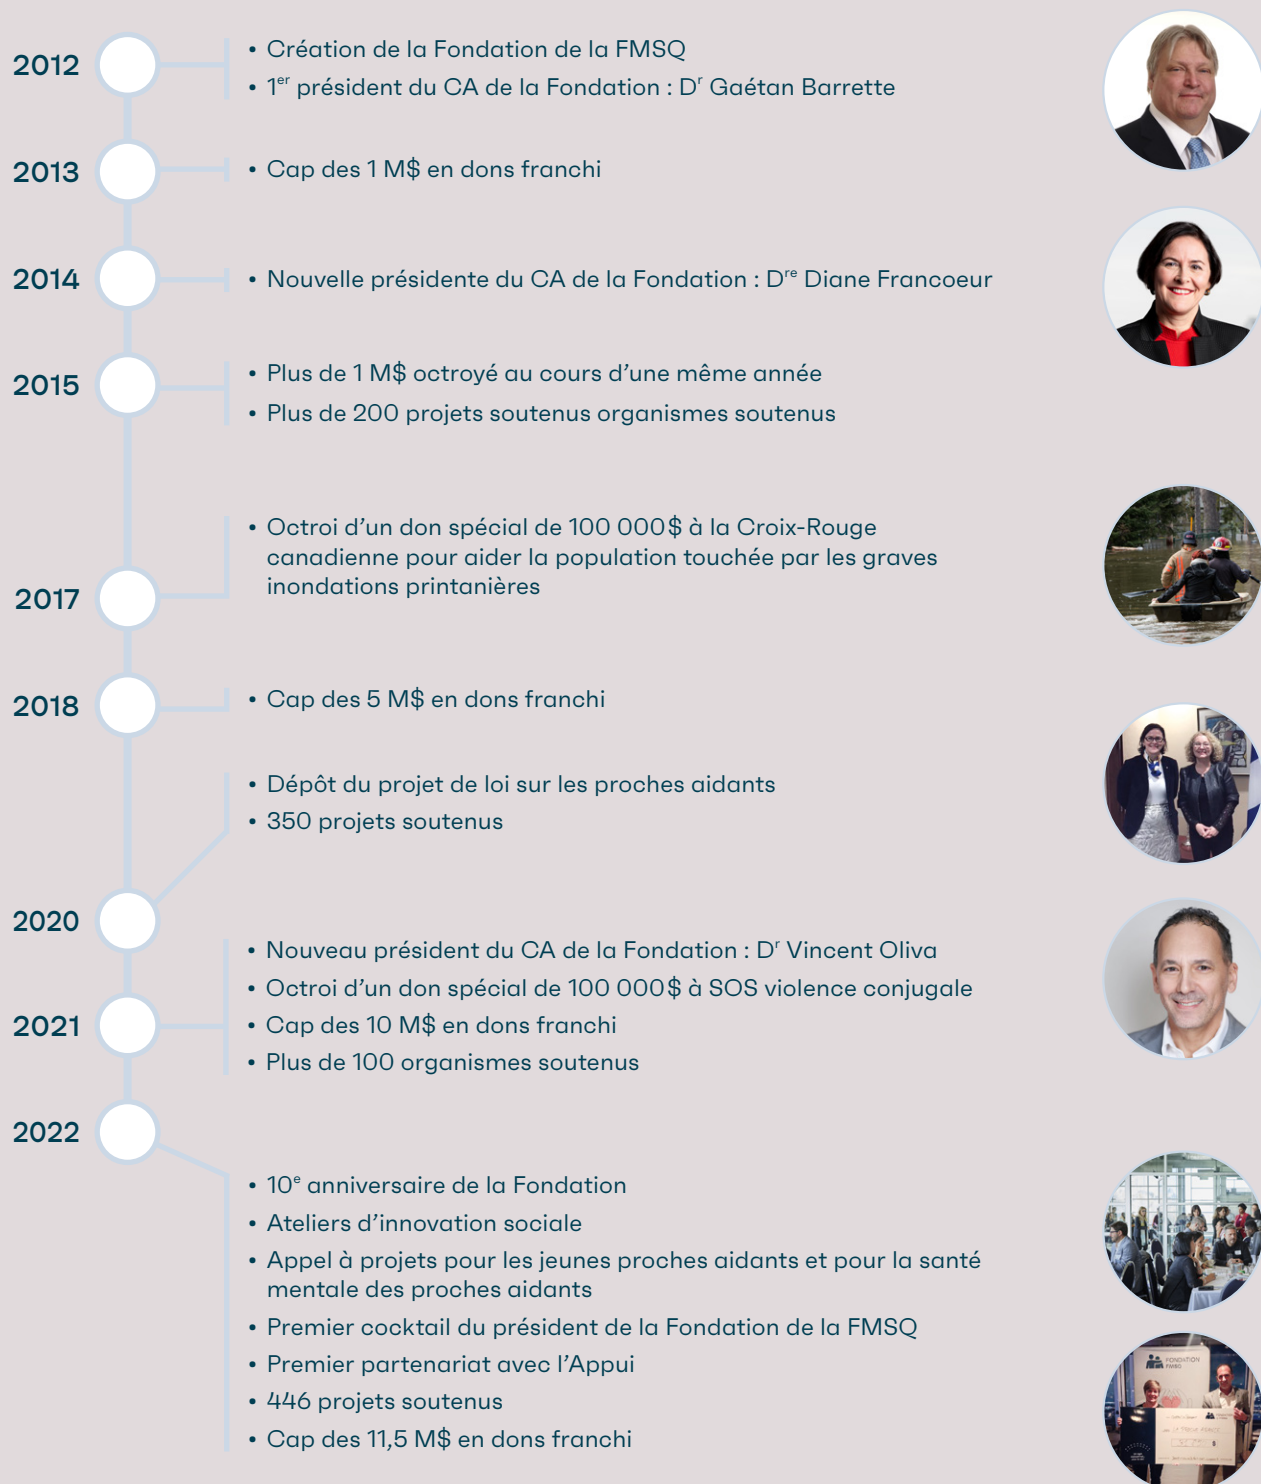 2012
• Création de la Fondation de la FMSQ
• 1er président du CA de la Fondation : Dr Gaétan Barrette
2013
• Cap des 1 M$ en dons franchi
2014
• Nouvelle présidente du CA de la Fondation : Dre Diane Francoeur
2015
• Plus de 1 M$ octroyé au cours d’une même année
• Plus de 200 projets soutenus organismes soutenus
2017
• Octroi d’un don spécial de 100 000 $ à la Croix-Rouge
canadienne pour aider la population touchée par les graves
inondations printanières
2018
• Cap des 5 M$ en dons franchi
2020
• Dépôt du projet de loi sur les proches aidants
• 350 projets soutenus
2021
• Nouveau président du CA de la Fondation : Dr Vincent Oliva
• Octroi d’un don spécial de 100 000 $ à SOS violence conjugale
• Cap des 10 M$ en dons franchi
• Plus de 100 organismes soutenus
2022
• 10e anniversaire de la Fondation
• Ateliers d’innovation sociale
• Appel à projets pour les jeunes proches aidants et pour la santé
mentale des proches aidants
• Premier cocktail du président de la Fondation de la FMSQ
• Premier partenariat avec l’Appui
• 446 projets soutenus
• Cap des 11,5 M$ en dons franchi
FONDATION